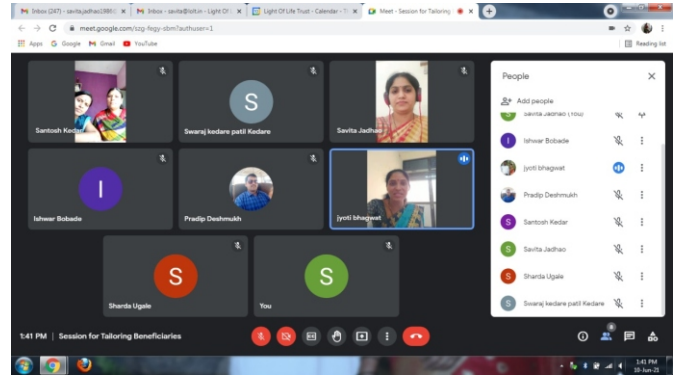 Inbox (247) - savita.jadhao1991@
Inbox - savita@lolt.in - Light Of L
Light Of Life Trust - Calendar - T
Meet - Session for Tailoring
meet.google.com/szg-fegy-sbm?authuser=1
Apps
Google
Gmail
YouTube
Reading list
Santosh Kedar
S
Swaraj kedare patil Kedare
Savita Jadhao
I
Ishwar Bobade
Pradip Deshmukh
jyoti bhagwat
S
Sharda Ugale
S
You
People
Add people
Savita Jadhao (You)
I
Ishwar Bobade
jyoti bhagwat
Pradip Deshmukh
S
Santosh Kedar
S
Savita Jadhao
S
Sharda Ugale
S
Swaraj kedare patil Kedare
1:41 PM | Session for Tailoring Beneficiaries
8
1:41 PM
10-Jun-21